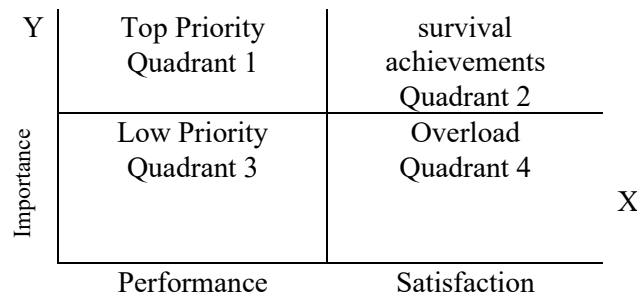 Y
Top Priority
Quadrant 1
survival
achievements
Quadrant 2
Importance
Low Priority
Quadrant 3
Overload
Quadrant 4
X
Performance
Satisfaction